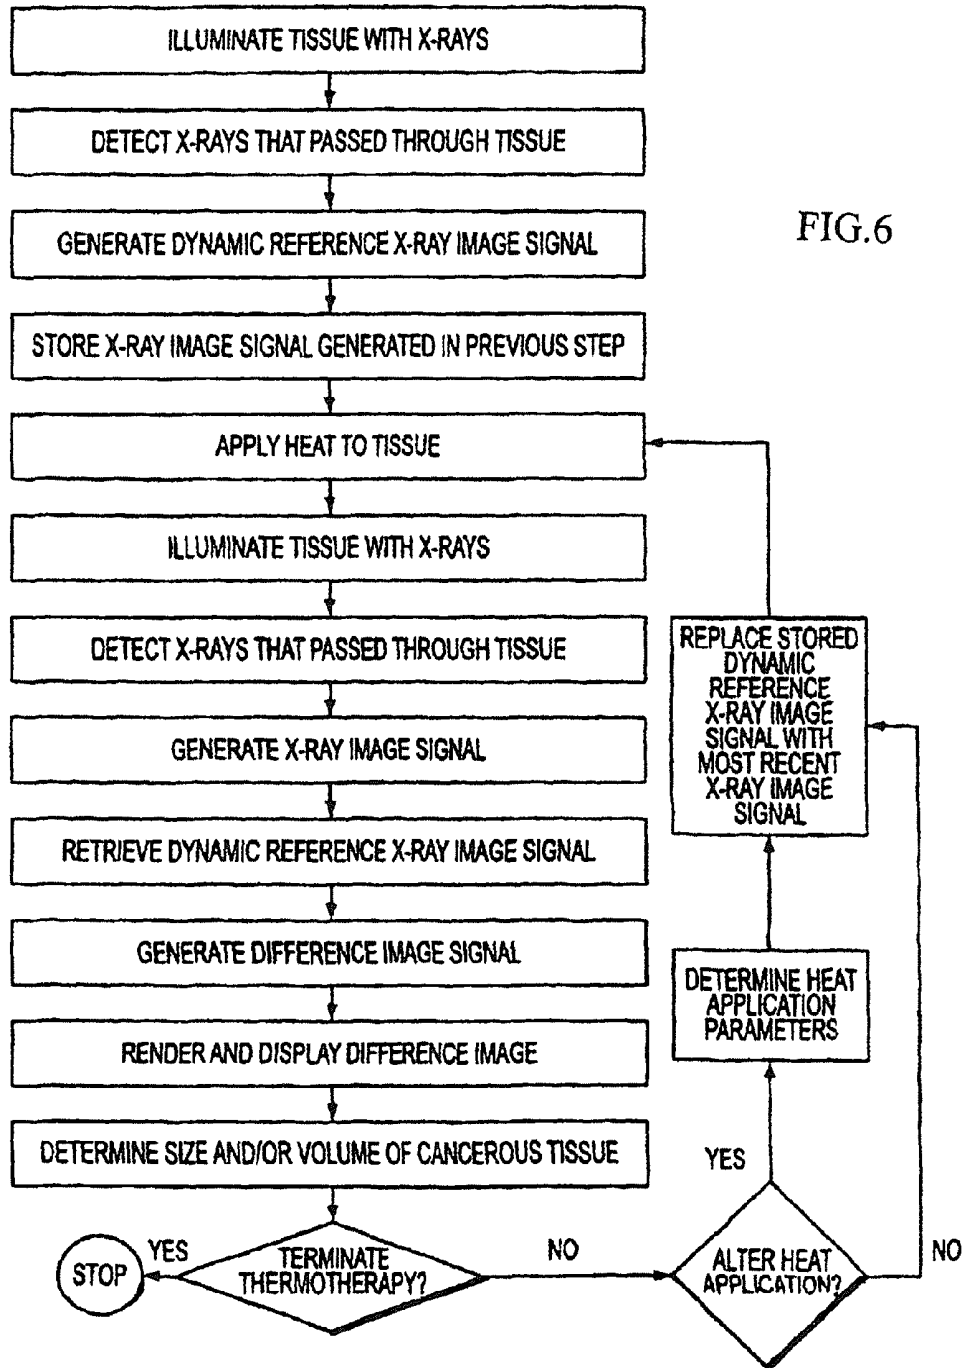 ILLUMINATE TISSUE WITH X-RAYS
DETECT X-RAYS THAT PASSED THROUGH TISSUE
GENERATE DYNAMIC REFERENCE X-RAY IMAGE SIGNAL
FIG.6
STORE X-RAY IMAGE SIGNAL GENERATED IN PREVIOUS STEP
APPLY HEAT TO TISSUE
ILLUMINATE TISSUE WITH X-RAYS
DETECT X-RAYS THAT PASSED THROUGH TISSUE
GENERATE X-RAY IMAGE SIGNAL
RETRIEVE DYNAMIC REFERENCE X-RAY IMAGE SIGNAL
GENERATE DIFFERENCE IMAGE SIGNAL
RENDER AND DISPLAY DIFFERENCE IMAGE
DETERMINE SIZE AND/OR VOLUME OF CANCEROUS TISSUE
TERMINATE
THERMOTHERAPY?
YES
STOP
NO
ALTER HEAT
APPLICATION?
YES
NO
DETERMINE HEAT
APPLICATION
PARAMETERS
REPLACE STORED
DYNAMIC
REFERENCE
X-RAY IMAGE
SIGNAL WITH
MOST RECENT
X-RAY IMAGE
SIGNAL